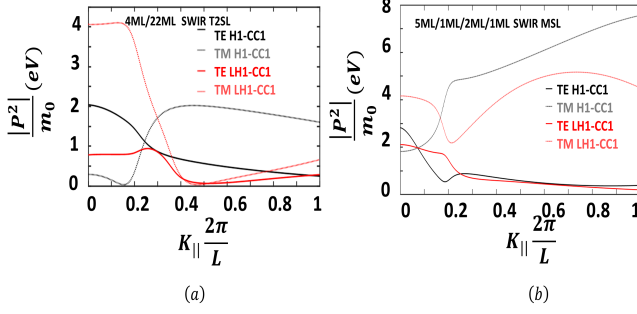 4ML/22ML SWIR T2SL
TE H1-CC1
TM H1-CC1
TE LH1-CC1
TM LH1-CC1
4
3
2
1
0
|P²|/m₀ (eV)
0 0.2 0.4 0.6 0.8 1
K|| 2π/L
(a)
5ML/1ML/2ML/1ML SWIR MSL
TE H1-CC1
TM H1-CC1
TE LH1-CC1
TM LH1-CC1
8
6
4
2
0
|P²|/m₀ (eV)
0 0.2 0.4 0.6 0.8 1
K|| 2π/L
(b)